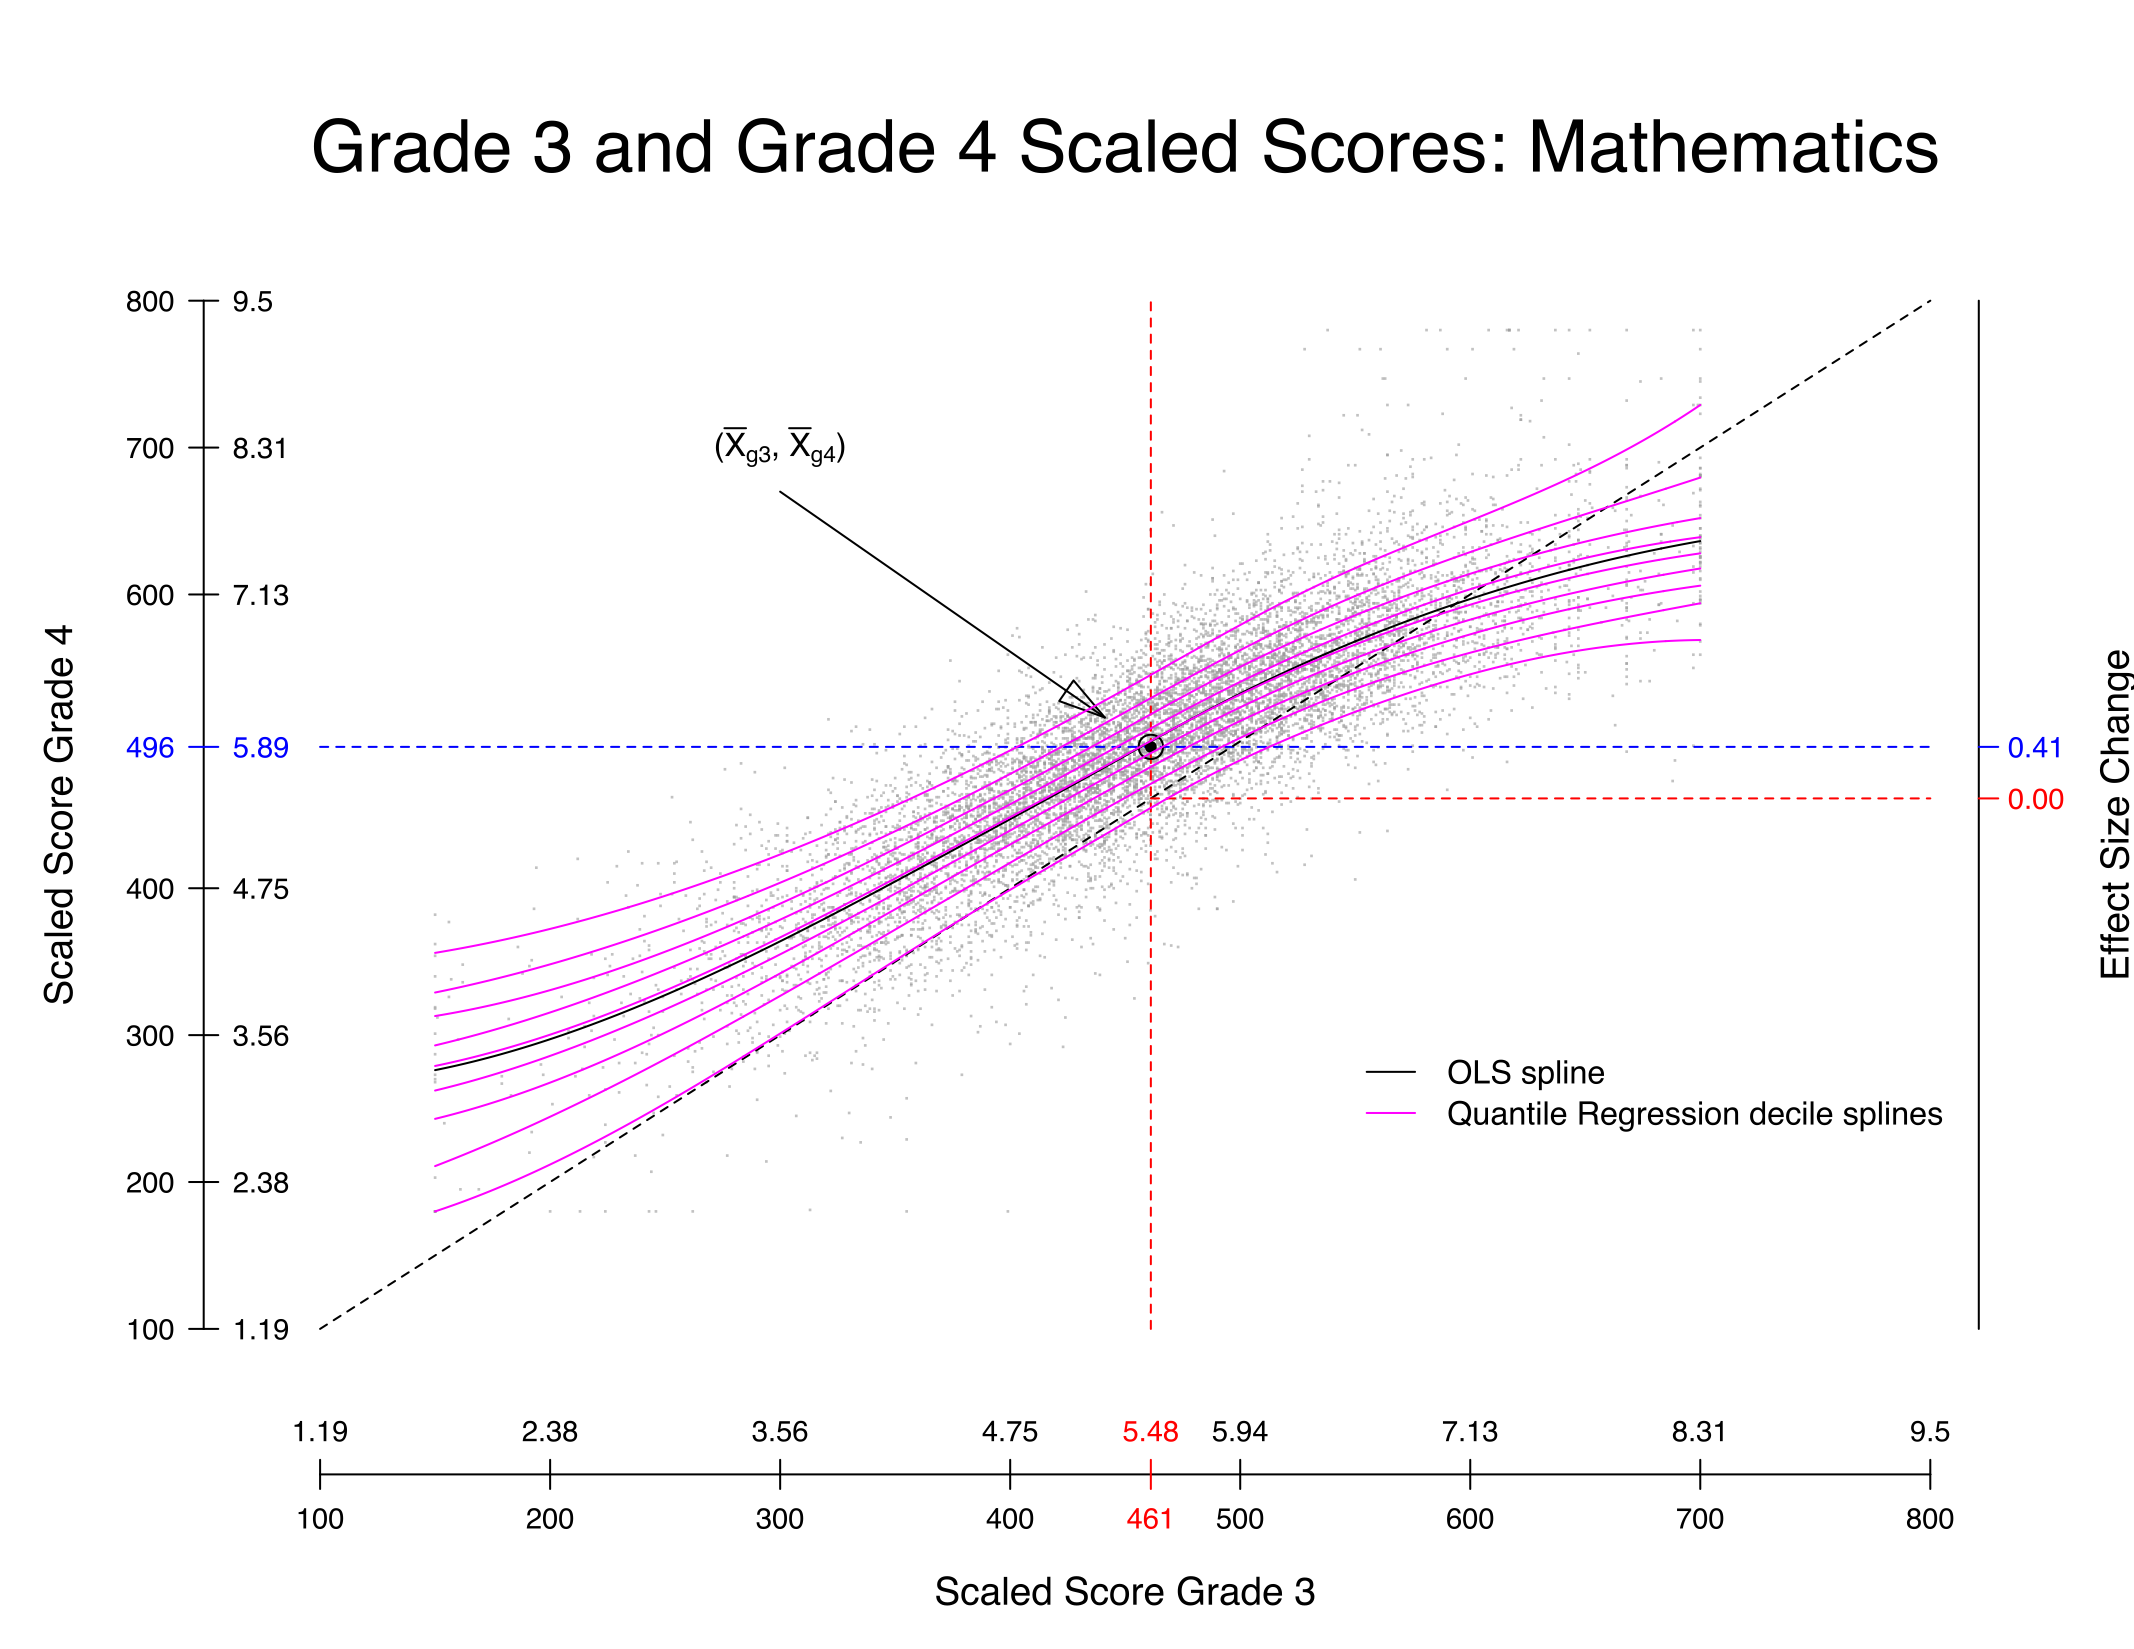 Grade 3 and Grade 4 Scaled Scores: Mathematics
800 9.5
700 8.31
600 7.13
496 5.89
400 4.75
300 3.56
200 2.38
100 1.19
Scaled Score Grade 4
(X̅g3, X̅g4)
0.41
0.00
Effect Size Change
OLS spline
Quantile Regression decile splines
1.19 2.38 3.56 4.75 5.48 5.94 7.13 8.31 9.5
100 200 300 400 461 500 600 700 800
Scaled Score Grade 3